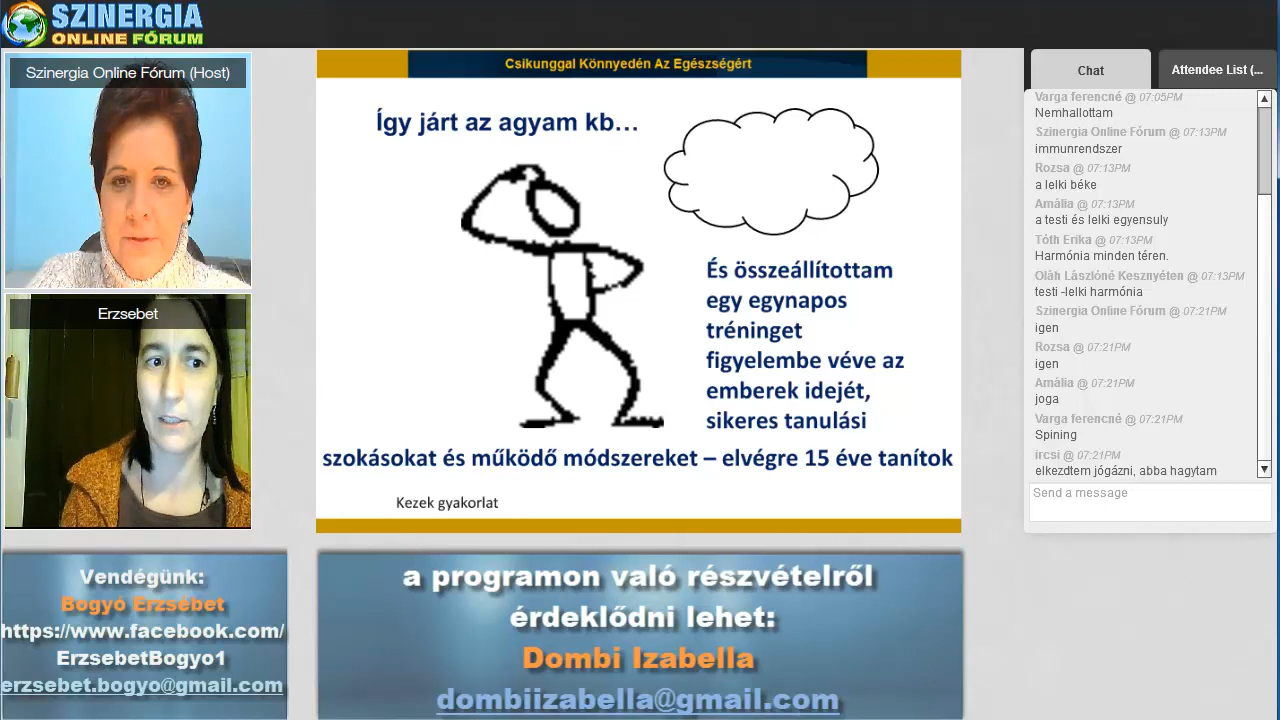 SZINERGIA
ONLINE FÓRUM
Szinergia Online Fórum (Host)
Erzsebet
Csikunggal Könnyedén Az Egészségért
Így járt az agyam kb…
És összeállítottam
egy egynapos
tréninget
figyelembe véve az
emberek idejét,
sikeres tanulási
szokásokat és működő módszereket – elvégre 15 éve tanítok
Kezek gyakorlat
Chat
Attendee List (...
Varga ferencné @ 07:05PM
Nemhallottam
Szinergia Online Fórum @ 07:13PM
immunrendszer
Rozsa @ 07:13PM
a lelki béke
Amália @ 07:13PM
a testi és lelki egyensuly
Tóth Erika @ 07:13PM
Harmónia minden téren.
Oláh Lászlóné Kesznyéten @ 07:13PM
testi -lelki harmónia
Szinergia Online Fórum @ 07:21PM
igen
Rozsa @ 07:21PM
igen
Amália @ 07:21PM
joga
Varga ferencné @ 07:21PM
Spining
ircsi @ 07:21PM
elkezdtem jógázni, abba hagytam
Send a message
Vendégünk:
Bogyó Erzsébet
https://www.facebook.com/
ErzsebetBogyo1
erzsebet.bogyo@gmail.com
a programon való részvételről
érdeklődni lehet:
Dombi Izabella
dombiizabella@gmail.com